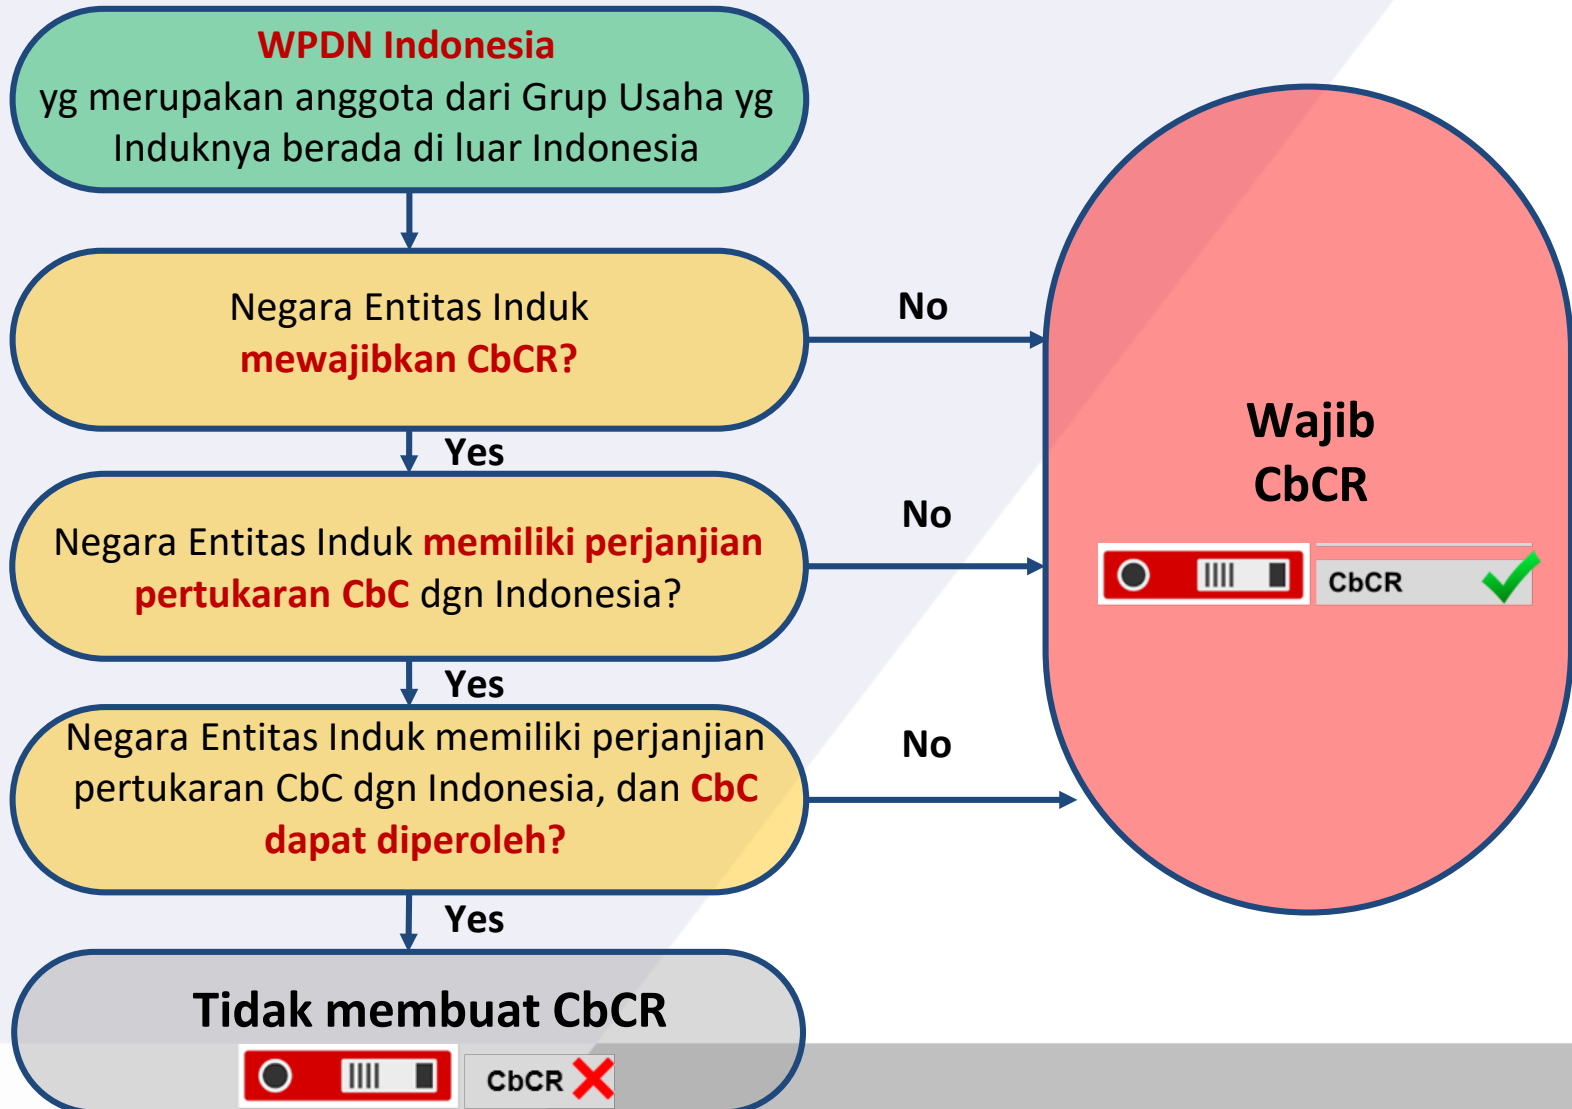 WPDN Indonesia
yg merupakan anggota dari Grup Usaha yg
Induknya berada di luar Indonesia
Negara Entitas Induk
mewajibkan CbCR?
No
Yes
Negara Entitas Induk memiliki perjanjian
pertukaran CbC dgn Indonesia?
No
Yes
Negara Entitas Induk memiliki perjanjian
pertukaran CbC dgn Indonesia, dan CbC
dapat diperoleh?
No
Yes
Tidak membuat CbCR
CbCR
Wajib
CbCR
CbCR